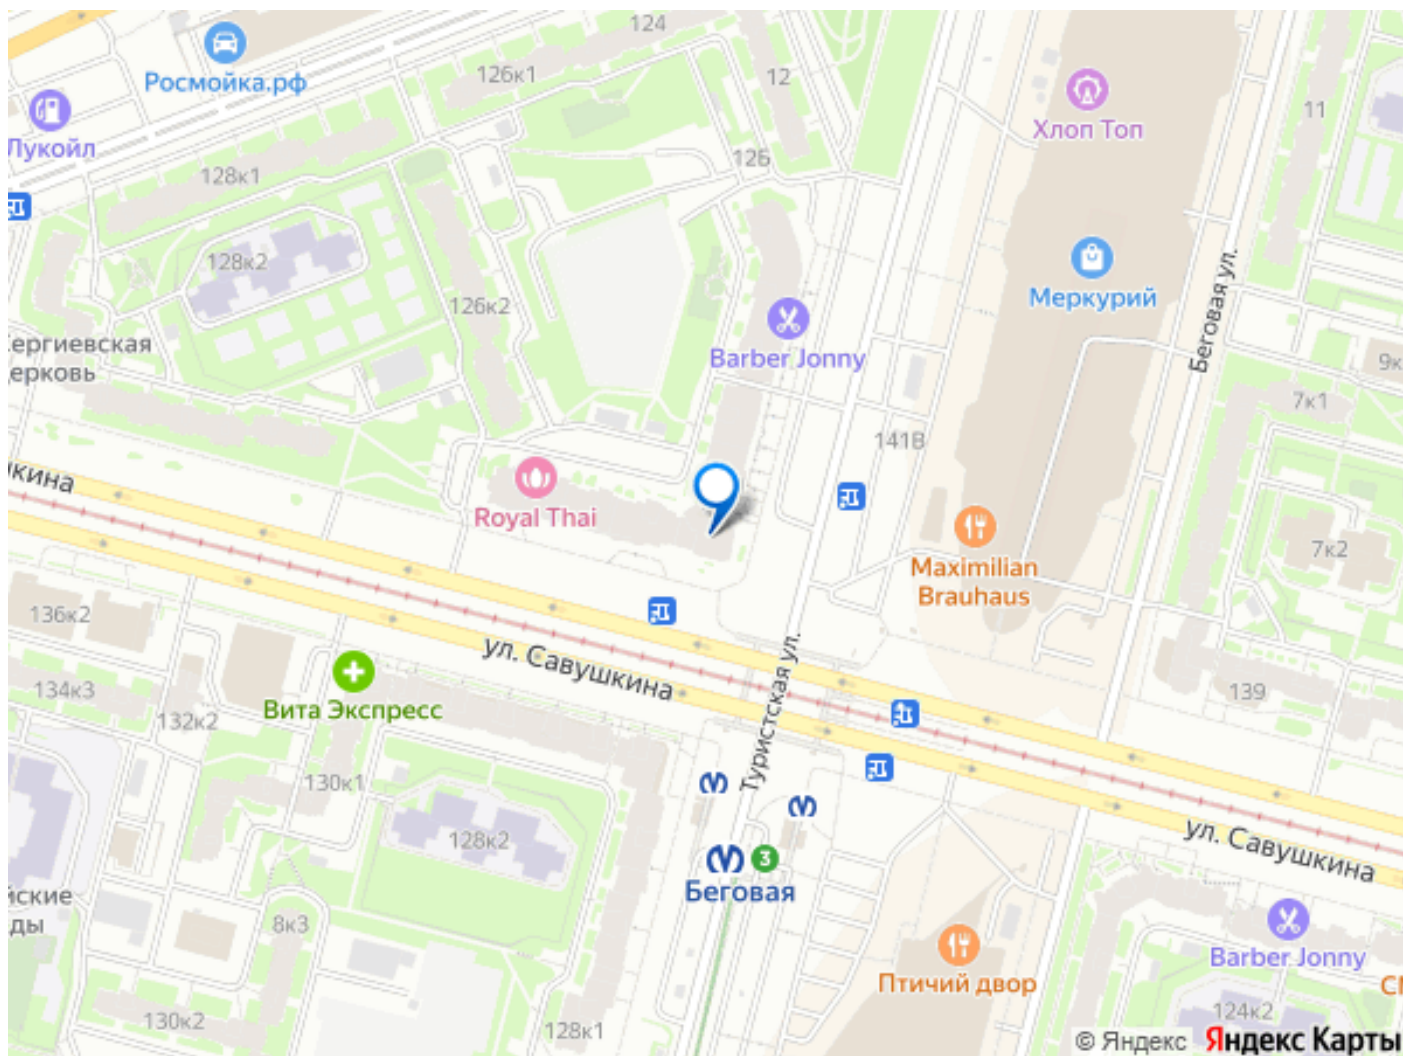 124
126к1
12
Росмойка.рф
11
Хлоп Топ
Лукойл
12Б
128к1
128к2
Меркурий
126к2
Беговая ул.
ергиевская
ерковь
Barber Jonny
9к
7к1
141В
кина
Royal Thai
7к2
Maximilian
Brauhaus
136к2
ул. Савушкина
Туристская ул.
134к3
139
Вита Экспресс
132к2
130к1
128к2
ул. Савушкина
3
Беговая
йские
ды
8к3
Barber Jonny
Птичий двор
124к2
130к2
128к1
© Яндекс Яндекс Карты